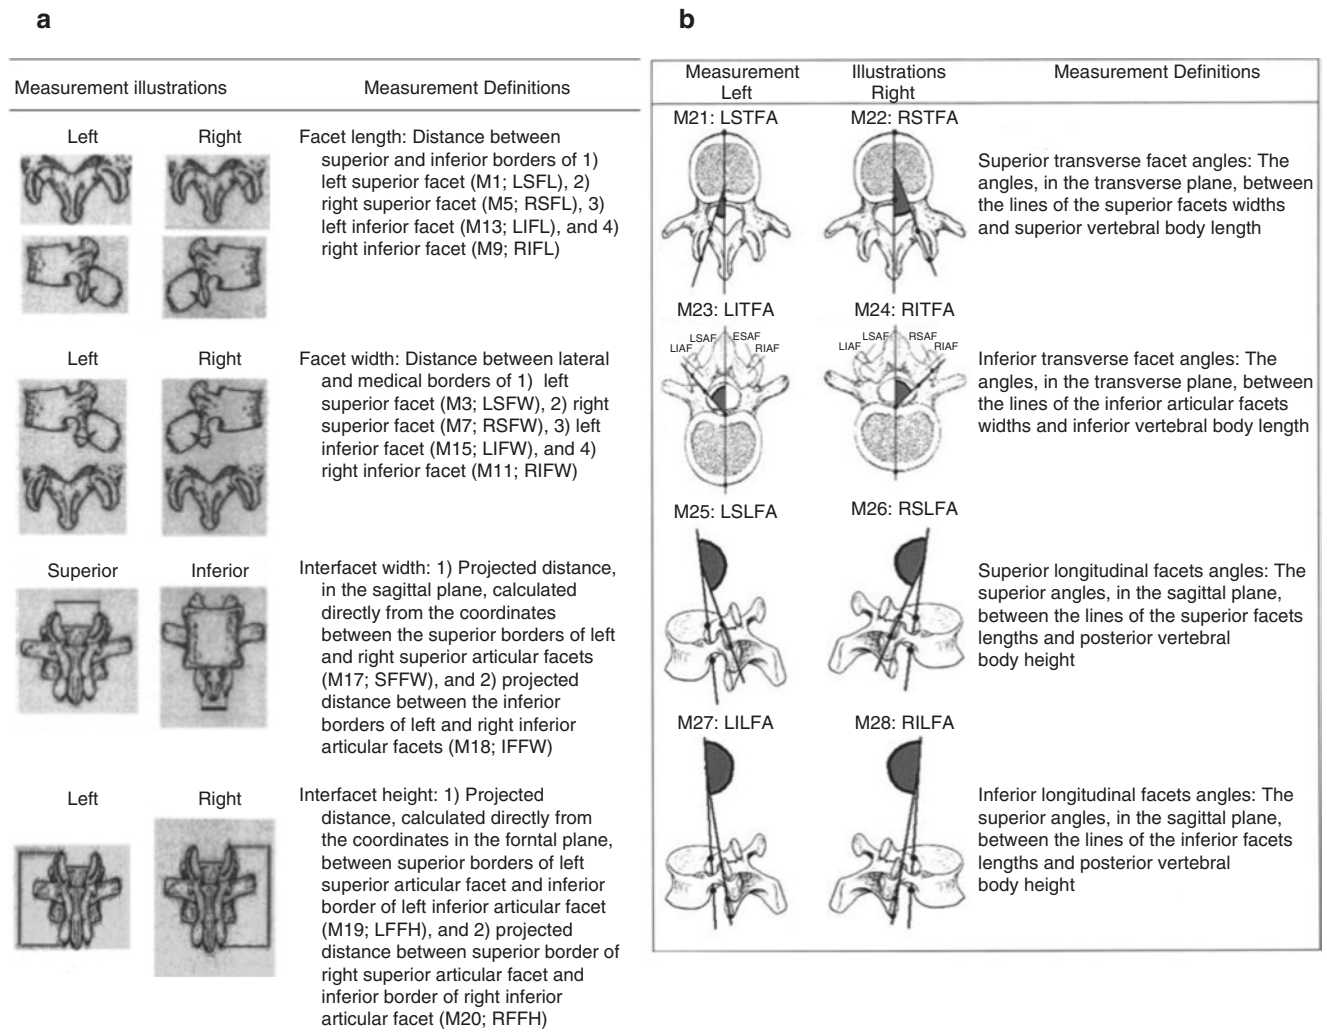 a
Measurement illustrations Measurement Definitions
Left Right
Facet length: Distance between
superior and inferior borders of 1)
left superior facet (M1; LSFL), 2)
right superior facet (M5; RSFL), 3)
left inferior facet (M13; LIFL), and 4)
right inferior facet (M9; RIFL)
Left Right
Facet width: Distance between lateral
and medical borders of 1) left
superior facet (M3; LSFW), 2) right
superior facet (M7; RSFW), 3) left
inferior facet (M15; LIFW), and 4)
right inferior facet (M11; RIFW)
Superior Inferior
Interfacet width: 1) Projected distance,
in the sagittal plane, calculated
directly from the coordinates
between the superior borders of left
and right superior articular facets
(M17; SFFW), and 2) projected
distance between the inferior
borders of left and right inferior
articular facets (M18; IFFW)
Left Right
Interfacet height: 1) Projected
distance, calculated directly from
the coordinates in the forntal plane,
between superior borders of left
superior articular facet and inferior
border of left inferior articular facet
(M19; LFFH), and 2) projected
distance between superior border of
right superior articular facet and
inferior border of right inferior
articular facet (M20; RFFH)
b
Measurement Illustrations Measurement Definitions
Left Right
M21: LSTFA M22: RSTFA
Superior transverse facet angles: The
angles, in the transverse plane, between
the lines of the superior facets widths
and superior vertebral body length
M23: LITFA M24: RITFA
LIAF LSAF ESAF RIAF
LIAF LSAF RSAF RIAF
Inferior transverse facet angles: The
angles, in the transverse plane, between
the lines of the inferior articular facets
widths and inferior vertebral body length
M25: LSLFA M26: RSLFA
Superior longitudinal facets angles: The
superior angles, in the sagittal plane,
between the lines of the superior facets
lengths and posterior vertebral
body height
M27: LILFA M28: RILFA
Inferior longitudinal facets angles: The
superior angles, in the sagittal plane,
between the lines of the inferior facets
lengths and posterior vertebral
body height